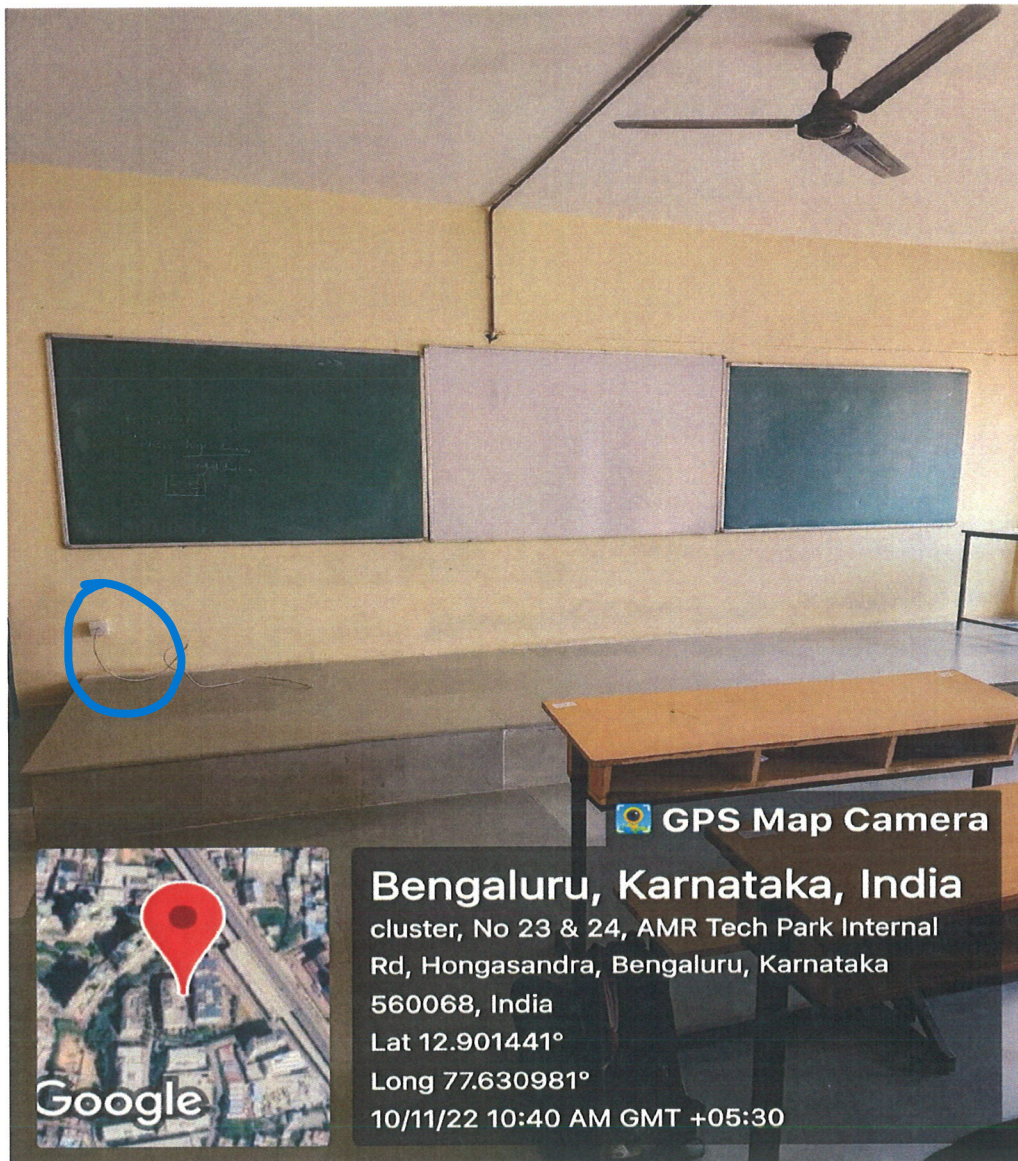 GPS Map Camera
Bengaluru, Karnataka, India
cluster, No 23 & 24, AMR Tech Park Internal
Rd, Hongasandra, Bengaluru, Karnataka
560068, India
Lat 12.901441°
Long 77.630981°
10/11/22 10:40 AM GMT +05:30
Google